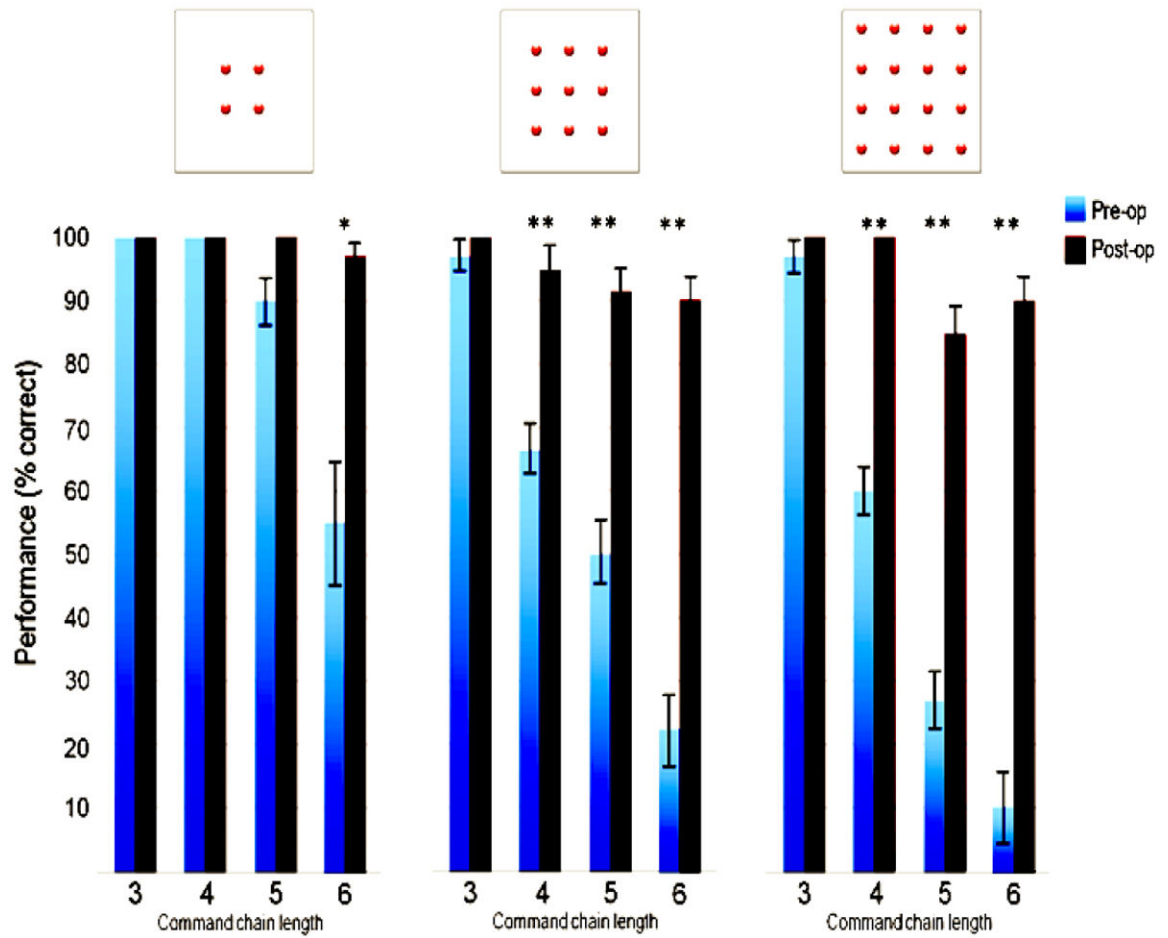 *
**
**
**
**
**
**
Pre-op
Post-op
100
90
80
70
60
50
40
30
20
10
Performance (% correct)
3 4 5 6
3 4 5 6
3 4 5 6
Command chain length
Command chain length
Command chain length